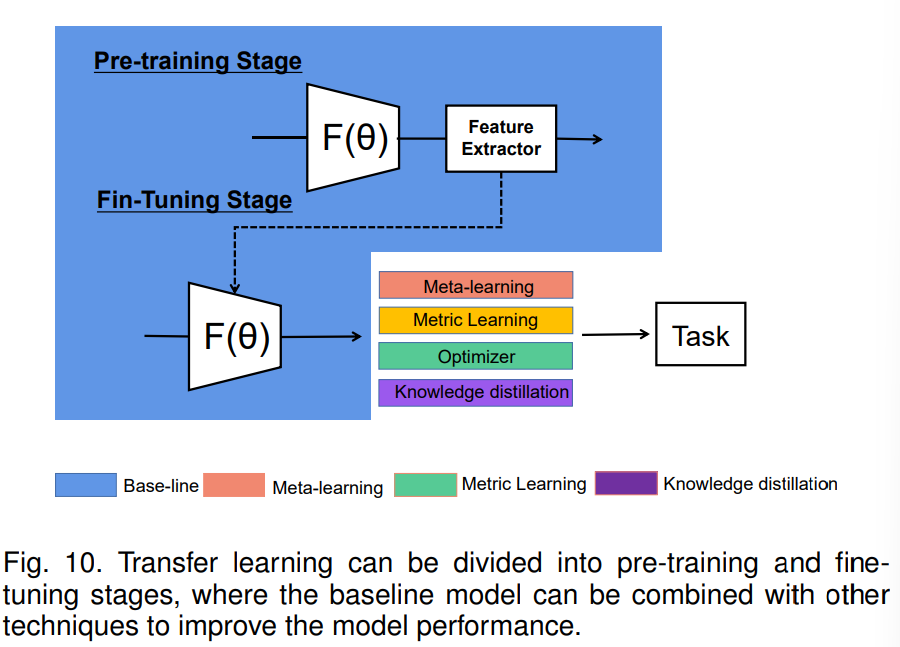 Pre-training Stage
F(θ)
Feature
Extractor
Fin-Tuning Stage
F(θ)
Meta-learning
Metric Learning
Optimizer
Knowledge distillation
Task
Base-line
Meta-learning
Metric Learning
Knowledge distillation
Fig. 10. Transfer learning can be divided into pre-training and fine-
tuning stages, where the baseline model can be combined with other
techniques to improve the model performance.